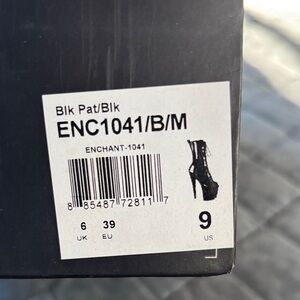 Blk Pat/Blk
ENC1041/B/M
ENCHANT-1041
8 85487 72811 7
6 39 9
UK EU US